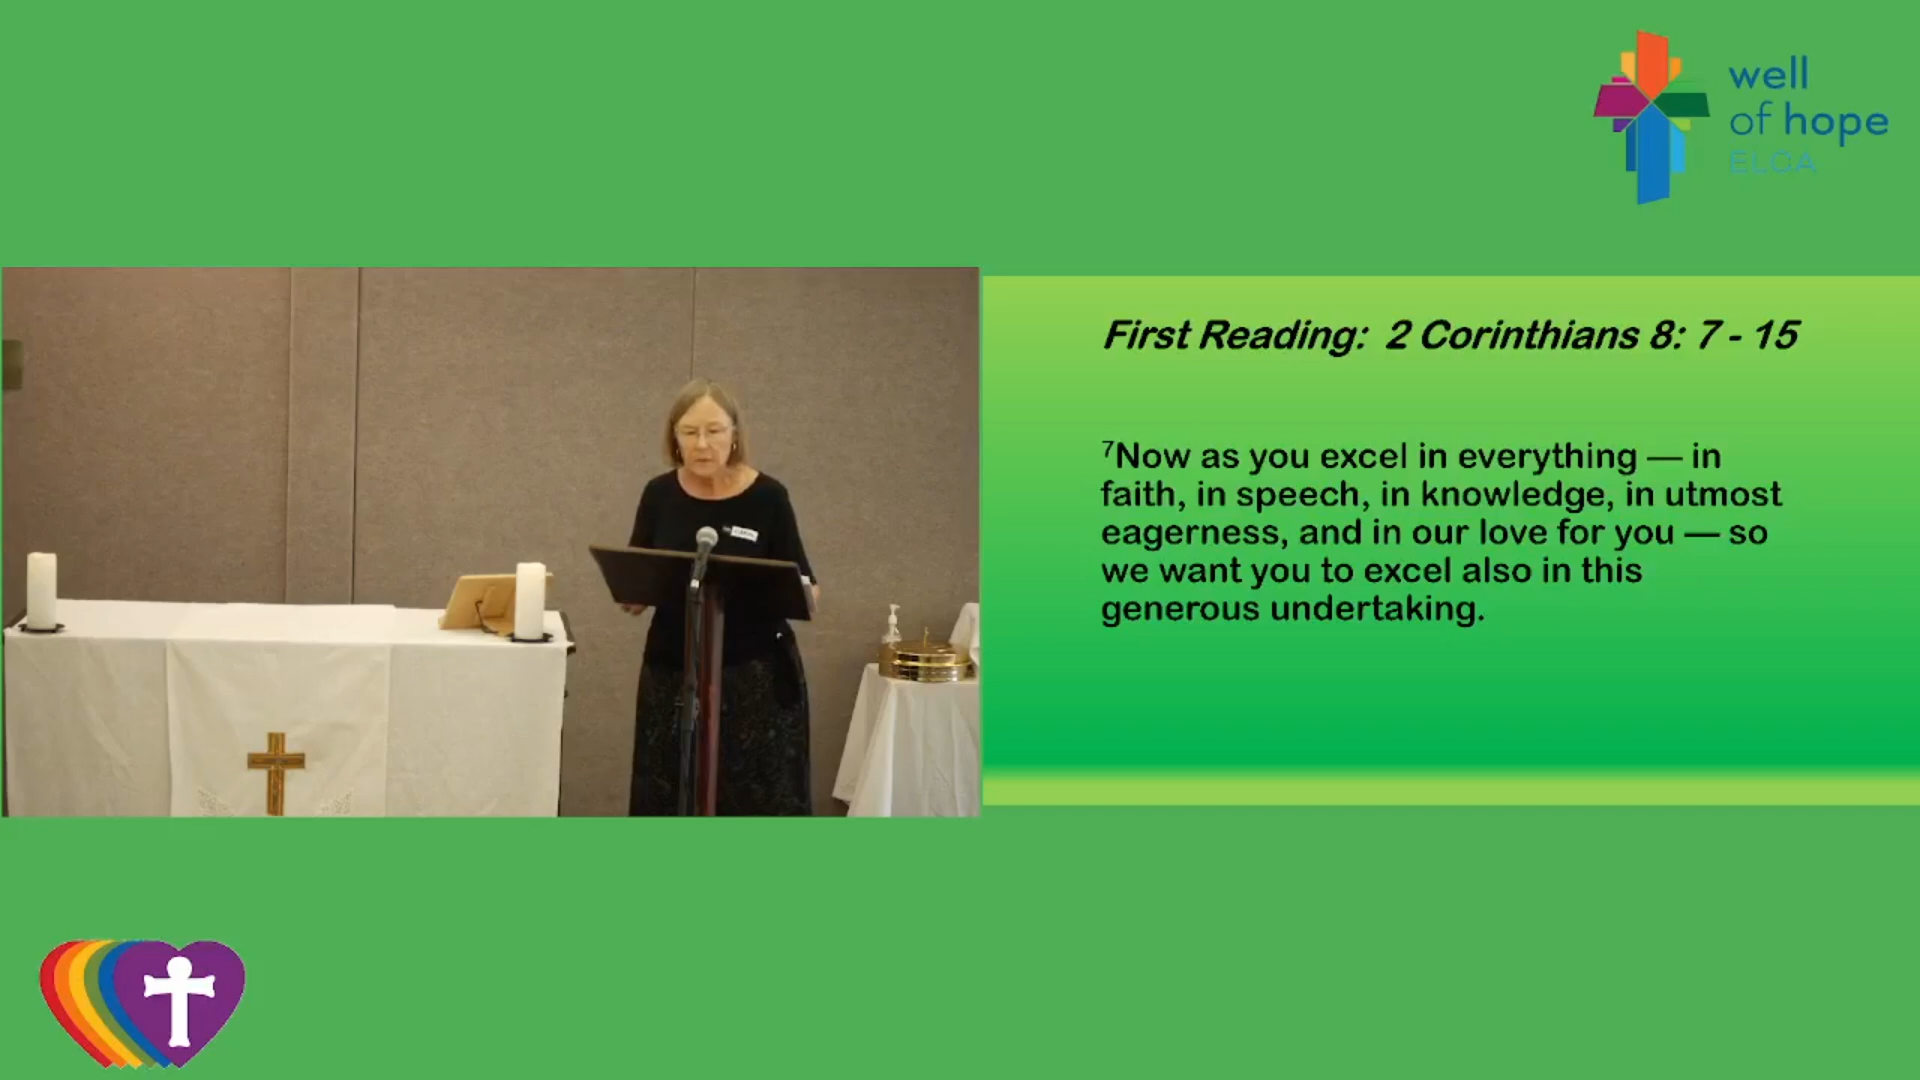 well
of hope
ELCA
First Reading: 2 Corinthians 8: 7 - 15
⁷Now as you excel in everything — in
faith, in speech, in knowledge, in utmost
eagerness, and in our love for you — so
we want you to excel also in this
generous undertaking.